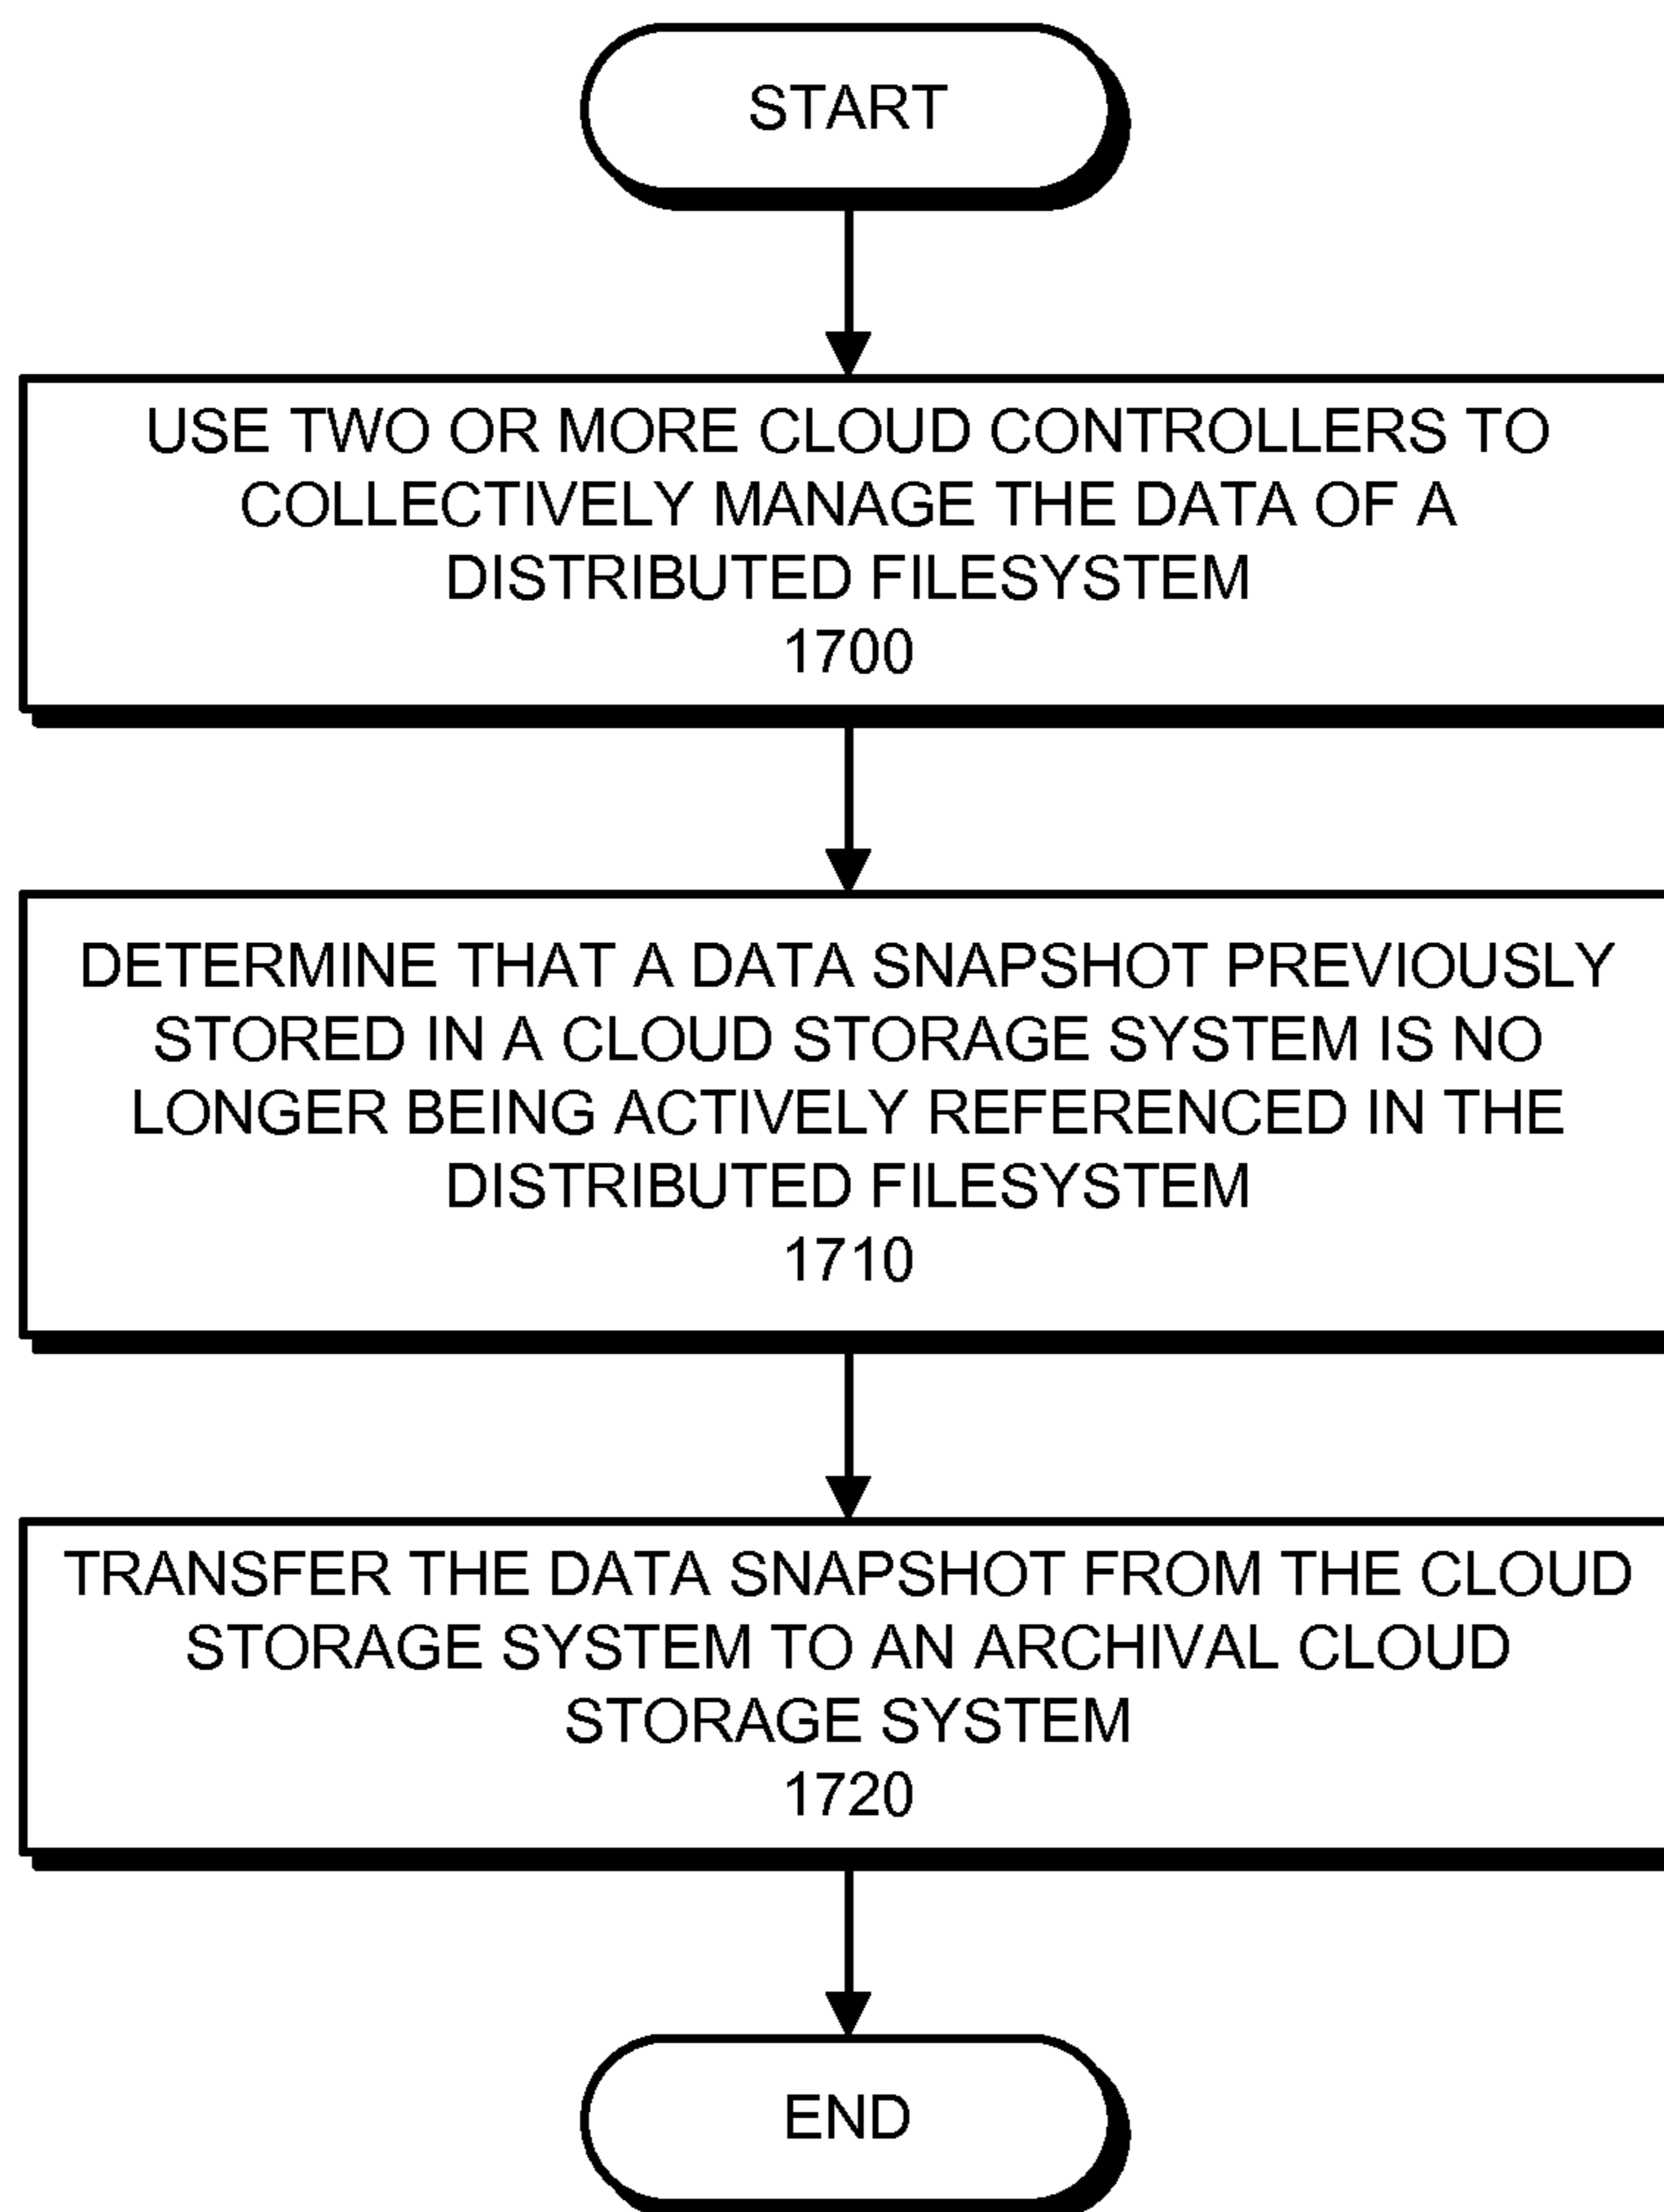 START
USE TWO OR MORE CLOUD CONTROLLERS TO
COLLECTIVELY MANAGE THE DATA OF A
DISTRIBUTED FILESYSTEM
1700
DETERMINE THAT A DATA SNAPSHOT PREVIOUSLY
STORED IN A CLOUD STORAGE SYSTEM IS NO
LONGER BEING ACTIVELY REFERENCED IN THE
DISTRIBUTED FILESYSTEM
1710
TRANSFER THE DATA SNAPSHOT FROM THE CLOUD
STORAGE SYSTEM TO AN ARCHIVAL CLOUD
STORAGE SYSTEM
1720
END